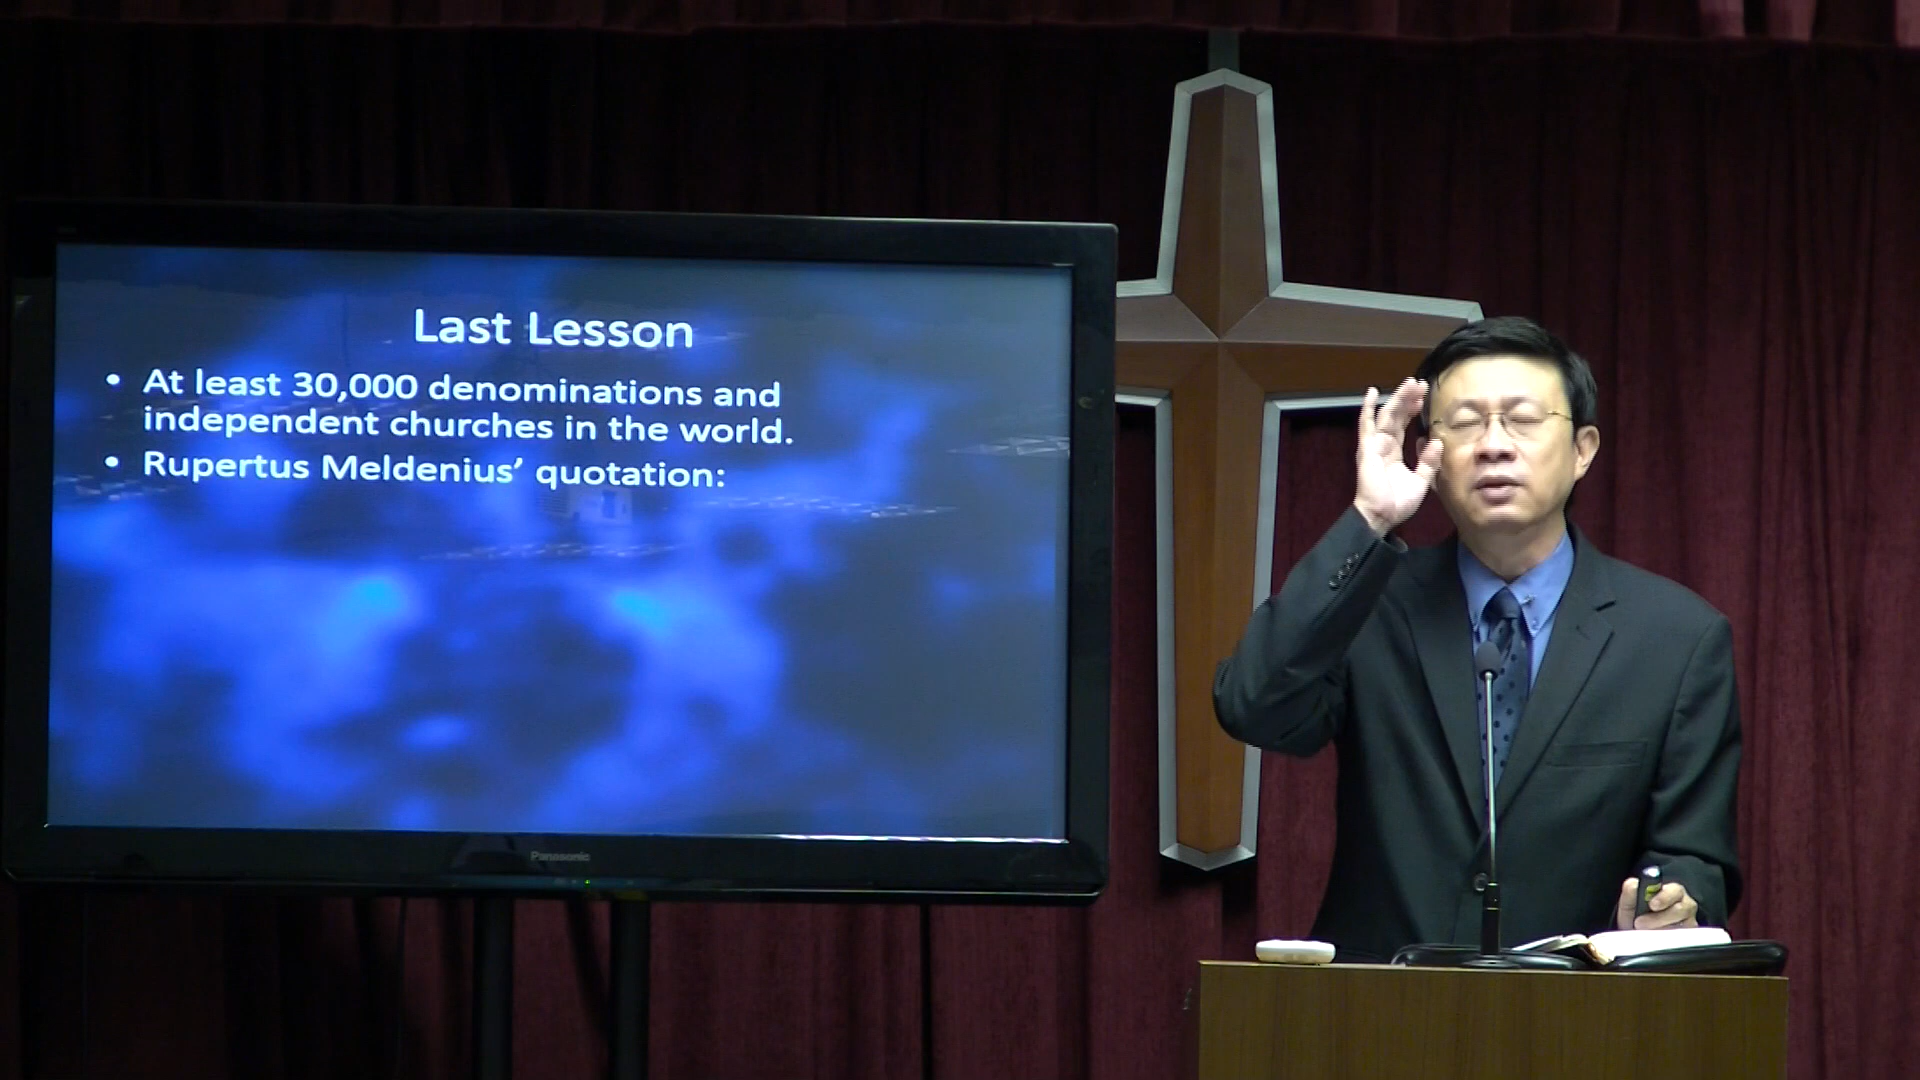 Last Lesson
• At least 30,000 denominations and
independent churches in the world.
• Rupertus Meldenius’ quotation:
Panasonic